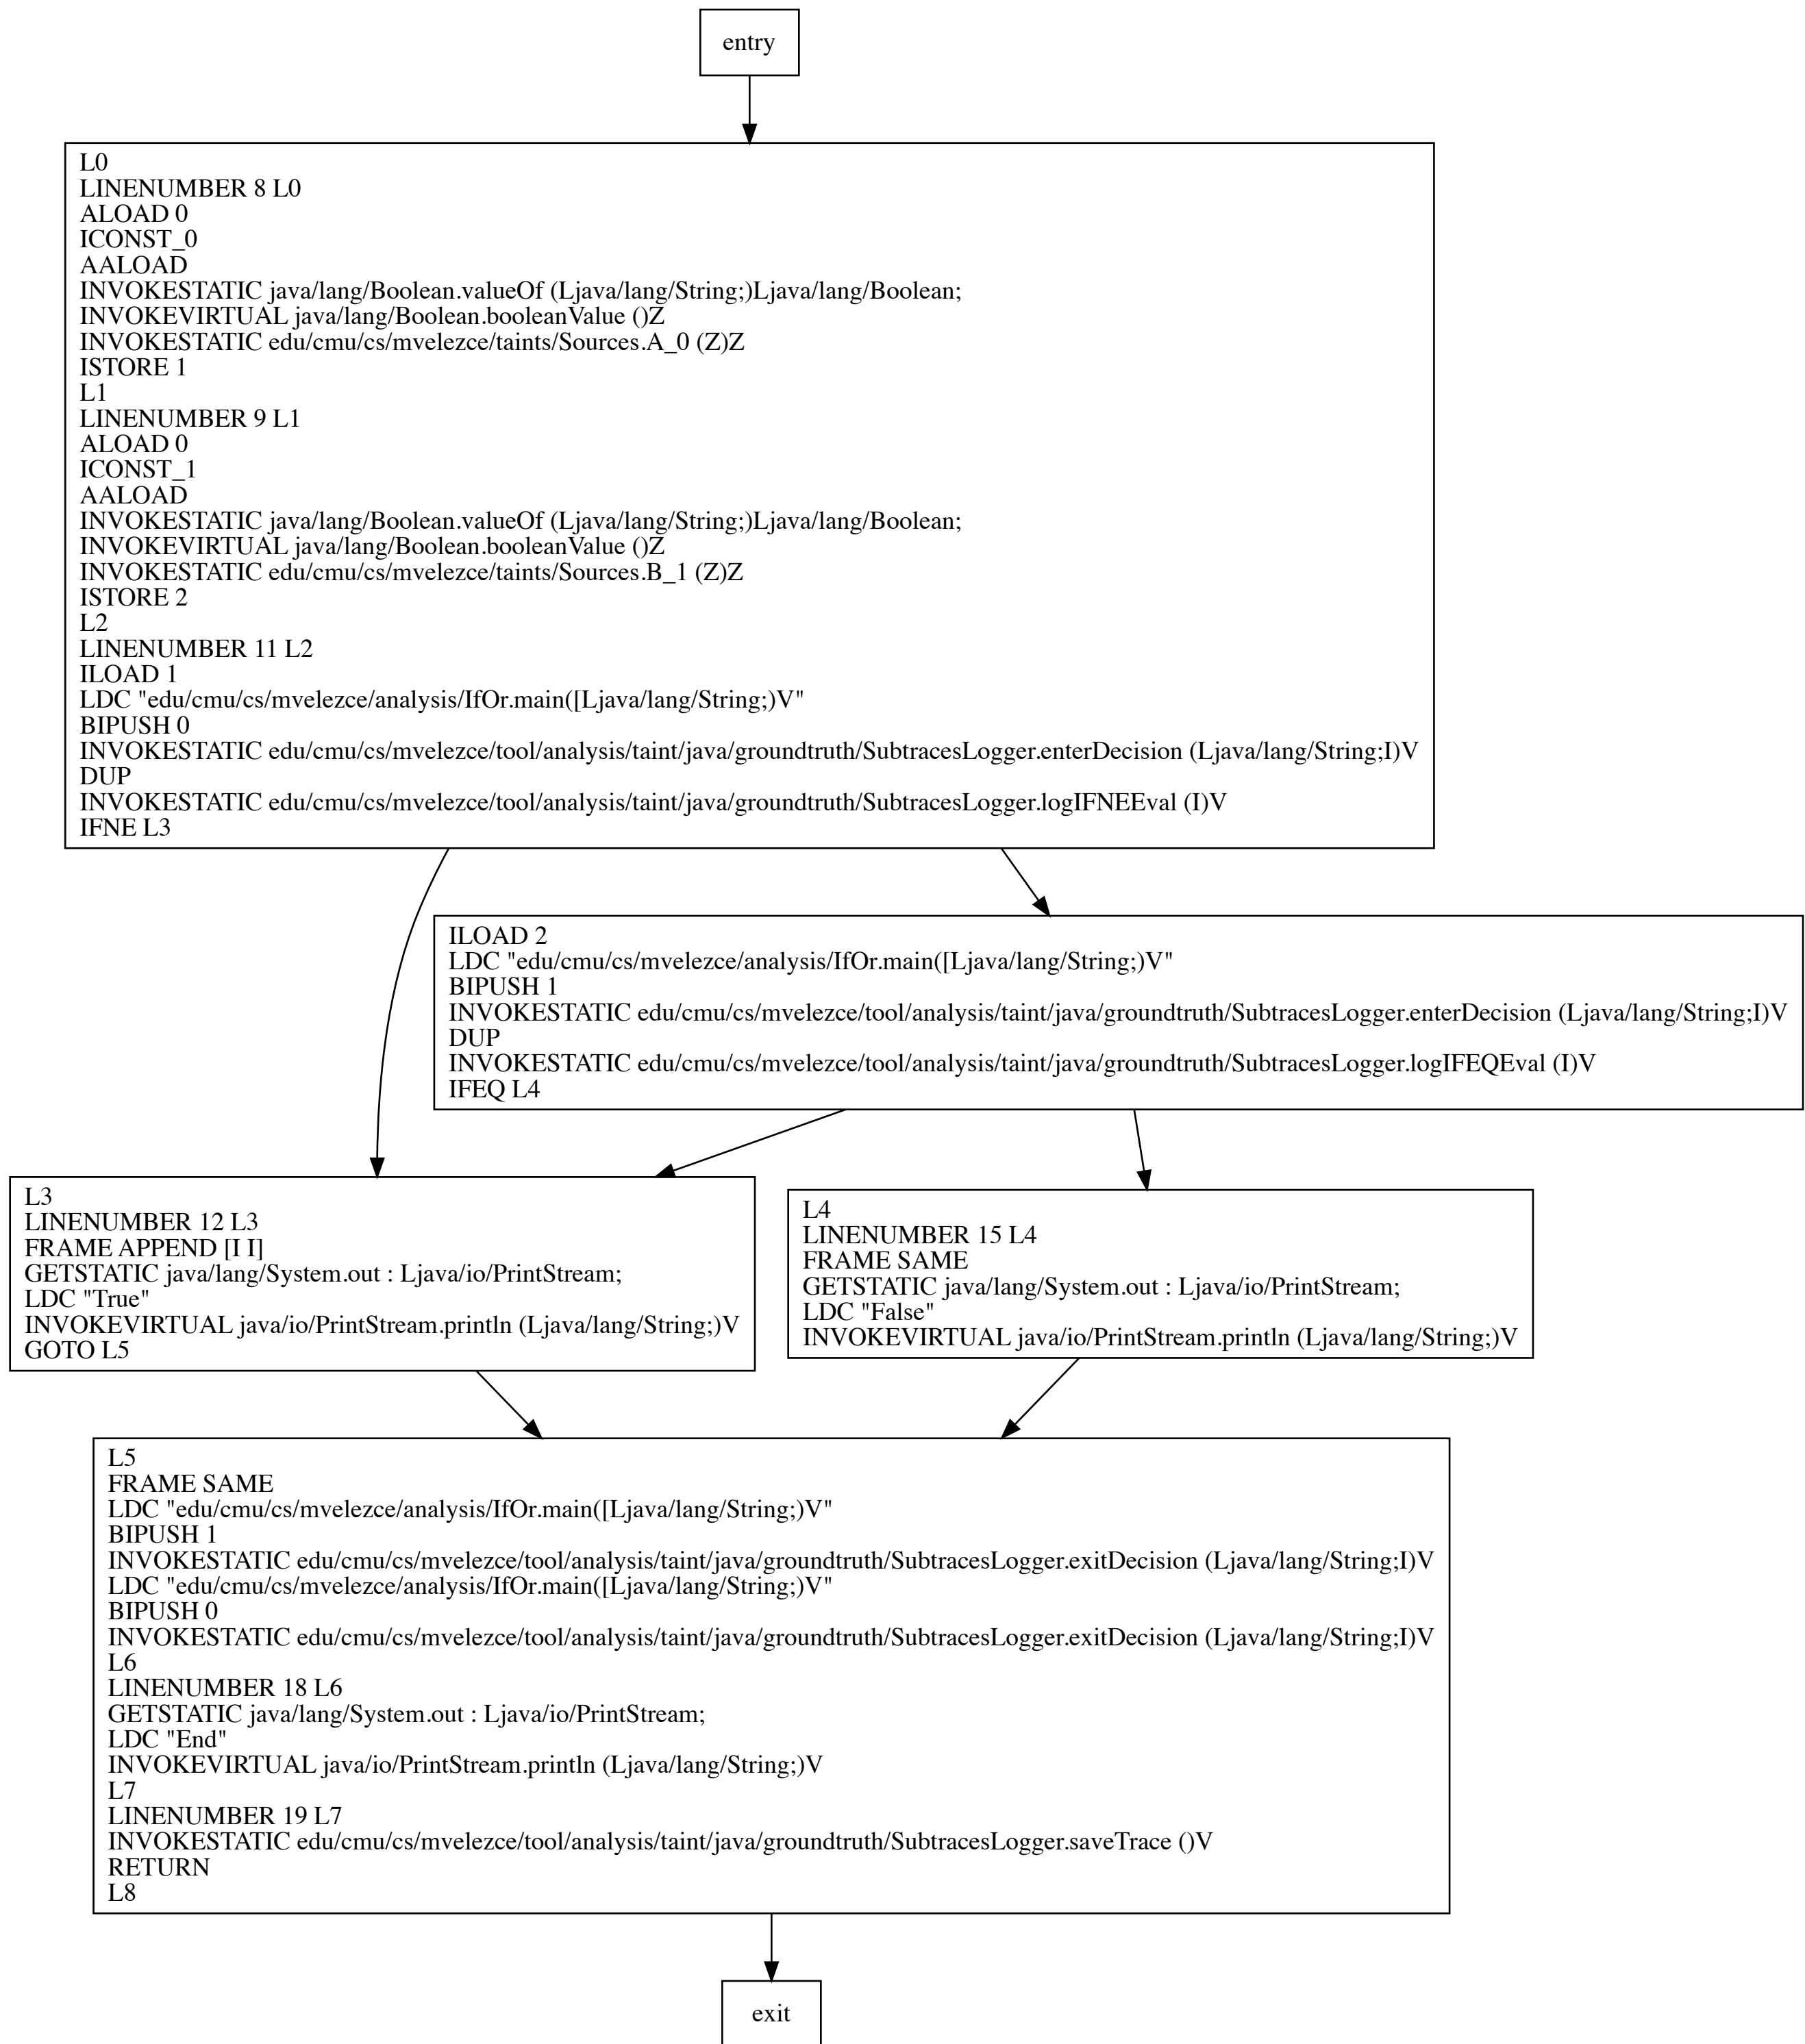 entry
L0
LINENUMBER 8 L0
ALOAD 0
ICONST_0
AALOAD
INVOKESTATIC java/lang/Boolean.valueOf (Ljava/lang/String;)Ljava/lang/Boolean;
INVOKEVIRTUAL java/lang/Boolean.booleanValue ()Z
INVOKESTATIC edu/cmu/cs/mvelezce/taints/Sources.A_0 (Z)Z
ISTORE 1
L1
LINENUMBER 9 L1
ALOAD 0
ICONST_1
AALOAD
INVOKESTATIC java/lang/Boolean.valueOf (Ljava/lang/String;)Ljava/lang/Boolean;
INVOKEVIRTUAL java/lang/Boolean.booleanValue ()Z
INVOKESTATIC edu/cmu/cs/mvelezce/taints/Sources.B_1 (Z)Z
ISTORE 2
L2
LINENUMBER 11 L2
ILOAD 1
LDC "edu/cmu/cs/mvelezce/analysis/IfOr.main([Ljava/lang/String;)V"
BIPUSH 0
INVOKESTATIC edu/cmu/cs/mvelezce/tool/analysis/taint/java/groundtruth/SubtracesLogger.enterDecision (Ljava/lang/String;I)V
DUP
INVOKESTATIC edu/cmu/cs/mvelezce/tool/analysis/taint/java/groundtruth/SubtracesLogger.logIFNEEval (I)V
IFNE L3
ILOAD 2
LDC "edu/cmu/cs/mvelezce/analysis/IfOr.main([Ljava/lang/String;)V"
BIPUSH 1
INVOKESTATIC edu/cmu/cs/mvelezce/tool/analysis/taint/java/groundtruth/SubtracesLogger.enterDecision (Ljava/lang/String;I)V
DUP
INVOKESTATIC edu/cmu/cs/mvelezce/tool/analysis/taint/java/groundtruth/SubtracesLogger.logIFEQEval (I)V
IFEQ L4
L3
LINENUMBER 12 L3
FRAME APPEND [I I]
GETSTATIC java/lang/System.out : Ljava/io/PrintStream;
LDC "True"
INVOKEVIRTUAL java/io/PrintStream.println (Ljava/lang/String;)V
GOTO L5
L4
LINENUMBER 15 L4
FRAME SAME
GETSTATIC java/lang/System.out : Ljava/io/PrintStream;
LDC "False"
INVOKEVIRTUAL java/io/PrintStream.println (Ljava/lang/String;)V
L5
FRAME SAME
LDC "edu/cmu/cs/mvelezce/analysis/IfOr.main([Ljava/lang/String;)V"
BIPUSH 1
INVOKESTATIC edu/cmu/cs/mvelezce/tool/analysis/taint/java/groundtruth/SubtracesLogger.exitDecision (Ljava/lang/String;I)V
LDC "edu/cmu/cs/mvelezce/analysis/IfOr.main([Ljava/lang/String;)V"
BIPUSH 0
INVOKESTATIC edu/cmu/cs/mvelezce/tool/analysis/taint/java/groundtruth/SubtracesLogger.exitDecision (Ljava/lang/String;I)V
L6
LINENUMBER 18 L6
GETSTATIC java/lang/System.out : Ljava/io/PrintStream;
LDC "End"
INVOKEVIRTUAL java/io/PrintStream.println (Ljava/lang/String;)V
L7
LINENUMBER 19 L7
INVOKESTATIC edu/cmu/cs/mvelezce/tool/analysis/taint/java/groundtruth/SubtracesLogger.saveTrace ()V
RETURN
L8
exit